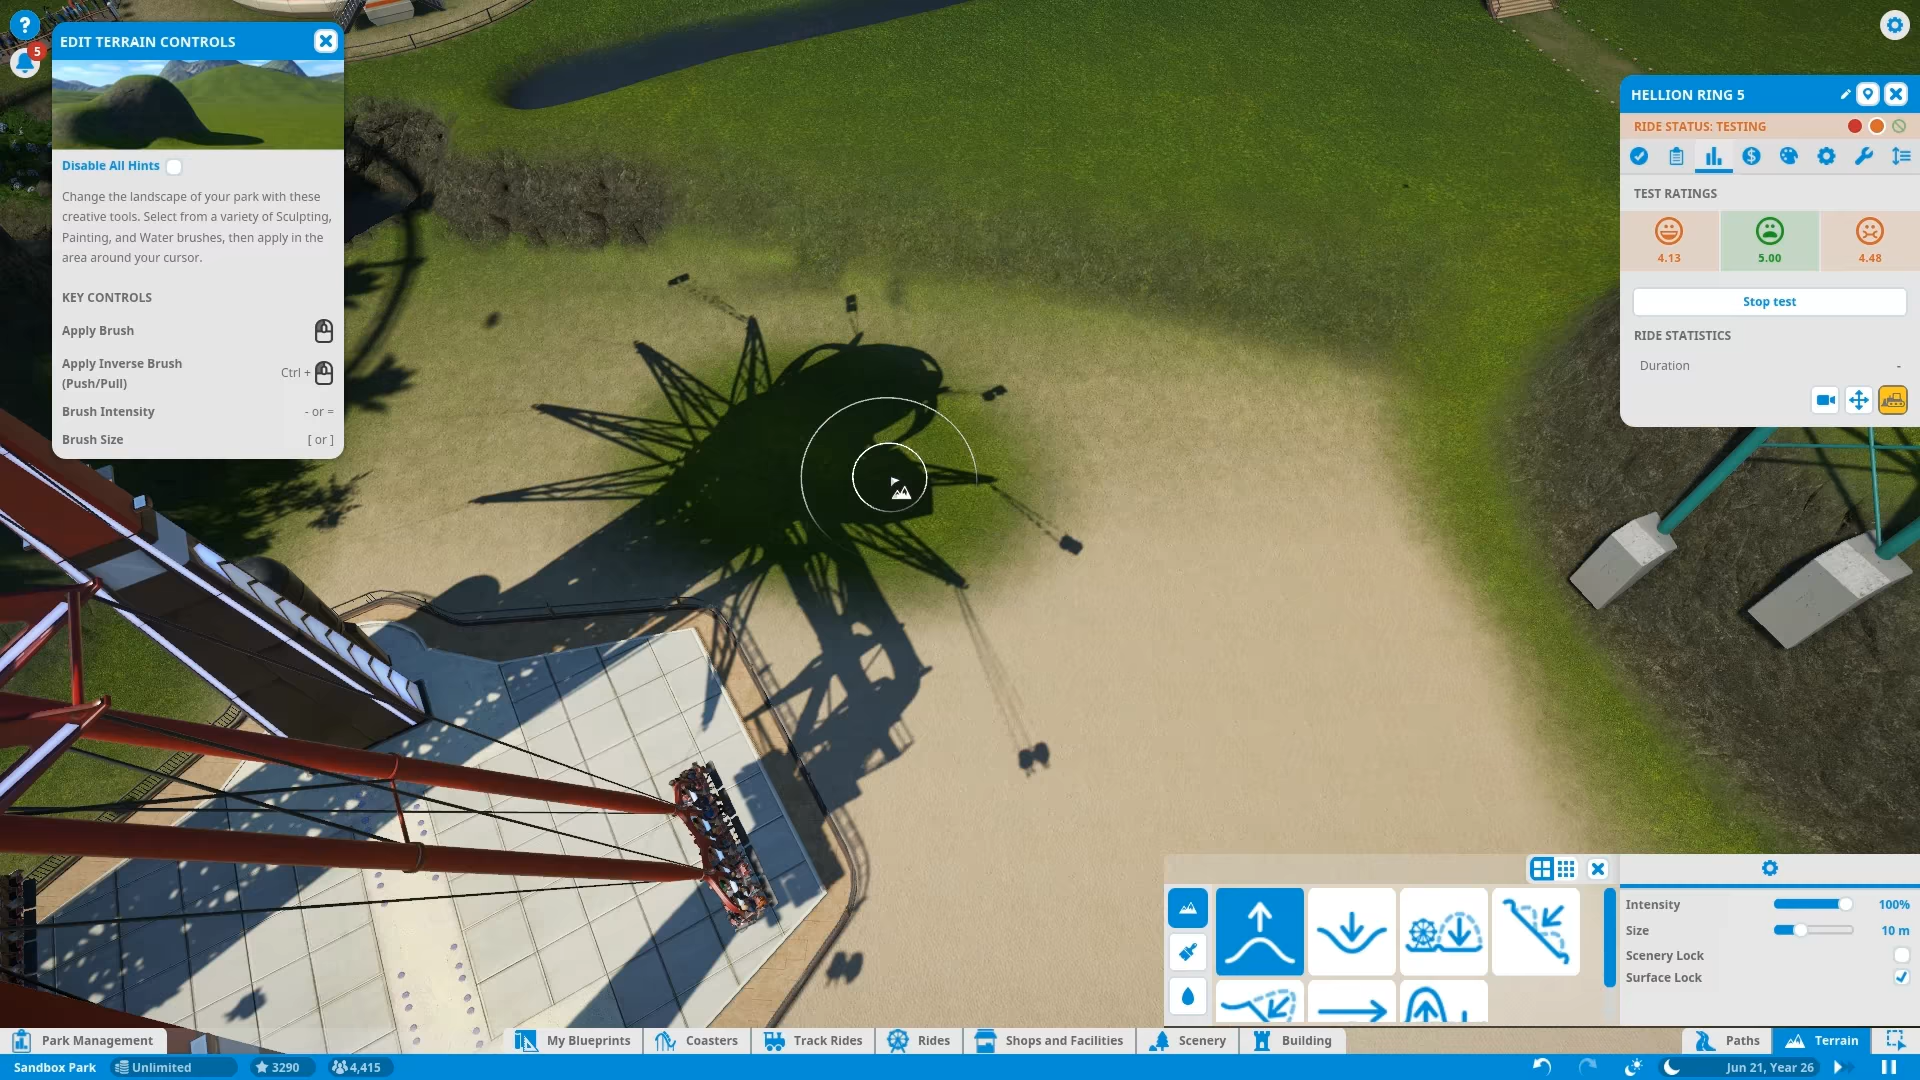 ?
5
EDIT TERRAIN CONTROLS
Disable All Hints
Change the landscape of your park with these
creative tools. Select from a variety of Sculpting,
Painting, and Water brushes, then apply in the
area around your cursor.
KEY CONTROLS
Apply Brush
Apply Inverse Brush
(Push/Pull)
Ctrl +
Brush Intensity
- or =
Brush Size
[ or ]
HELLION RING 5
RIDE STATUS: TESTING
TEST RATINGS
4.13
5.00
4.48
Stop test
RIDE STATISTICS
Duration
-
Intensity
100%
Size
10 m
Scenery Lock
Surface Lock
Park Management
My Blueprints
Coasters
Track Rides
Rides
Shops and Facilities
Scenery
Building
Paths
Terrain
Sandbox Park
Unlimited
3290
4,415
Jun 21, Year 26